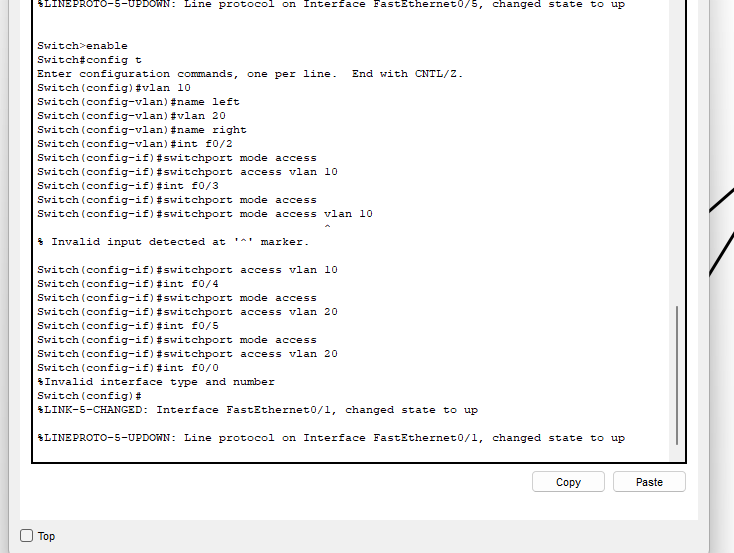 %LINEPROTO-5-UPDOWN: Line protocol on Interface FastEthernet0/5, changed state to up
Switch>enable
Switch#config t
Enter configuration commands, one per line.  End with CNTL/Z.
Switch(config)#vlan 10
Switch(config-vlan)#name left
Switch(config-vlan)#vlan 20
Switch(config-vlan)#name right
Switch(config-vlan)#int f0/2
Switch(config-if)#switchport mode access
Switch(config-if)#switchport access vlan 10
Switch(config-if)#int f0/3
Switch(config-if)#switchport mode access
Switch(config-if)#switchport mode access vlan 10
^
% Invalid input detected at '^' marker.
Switch(config-if)#switchport access vlan 10
Switch(config-if)#int f0/4
Switch(config-if)#switchport mode access
Switch(config-if)#switchport access vlan 20
Switch(config-if)#int f0/5
Switch(config-if)#switchport mode access
Switch(config-if)#switchport access vlan 20
Switch(config-if)#int f0/0
%Invalid interface type and number
Switch(config)#
%LINK-5-CHANGED: Interface FastEthernet0/1, changed state to up
%LINEPROTO-5-UPDOWN: Line protocol on Interface FastEthernet0/1, changed state to up
Copy
Paste
Top